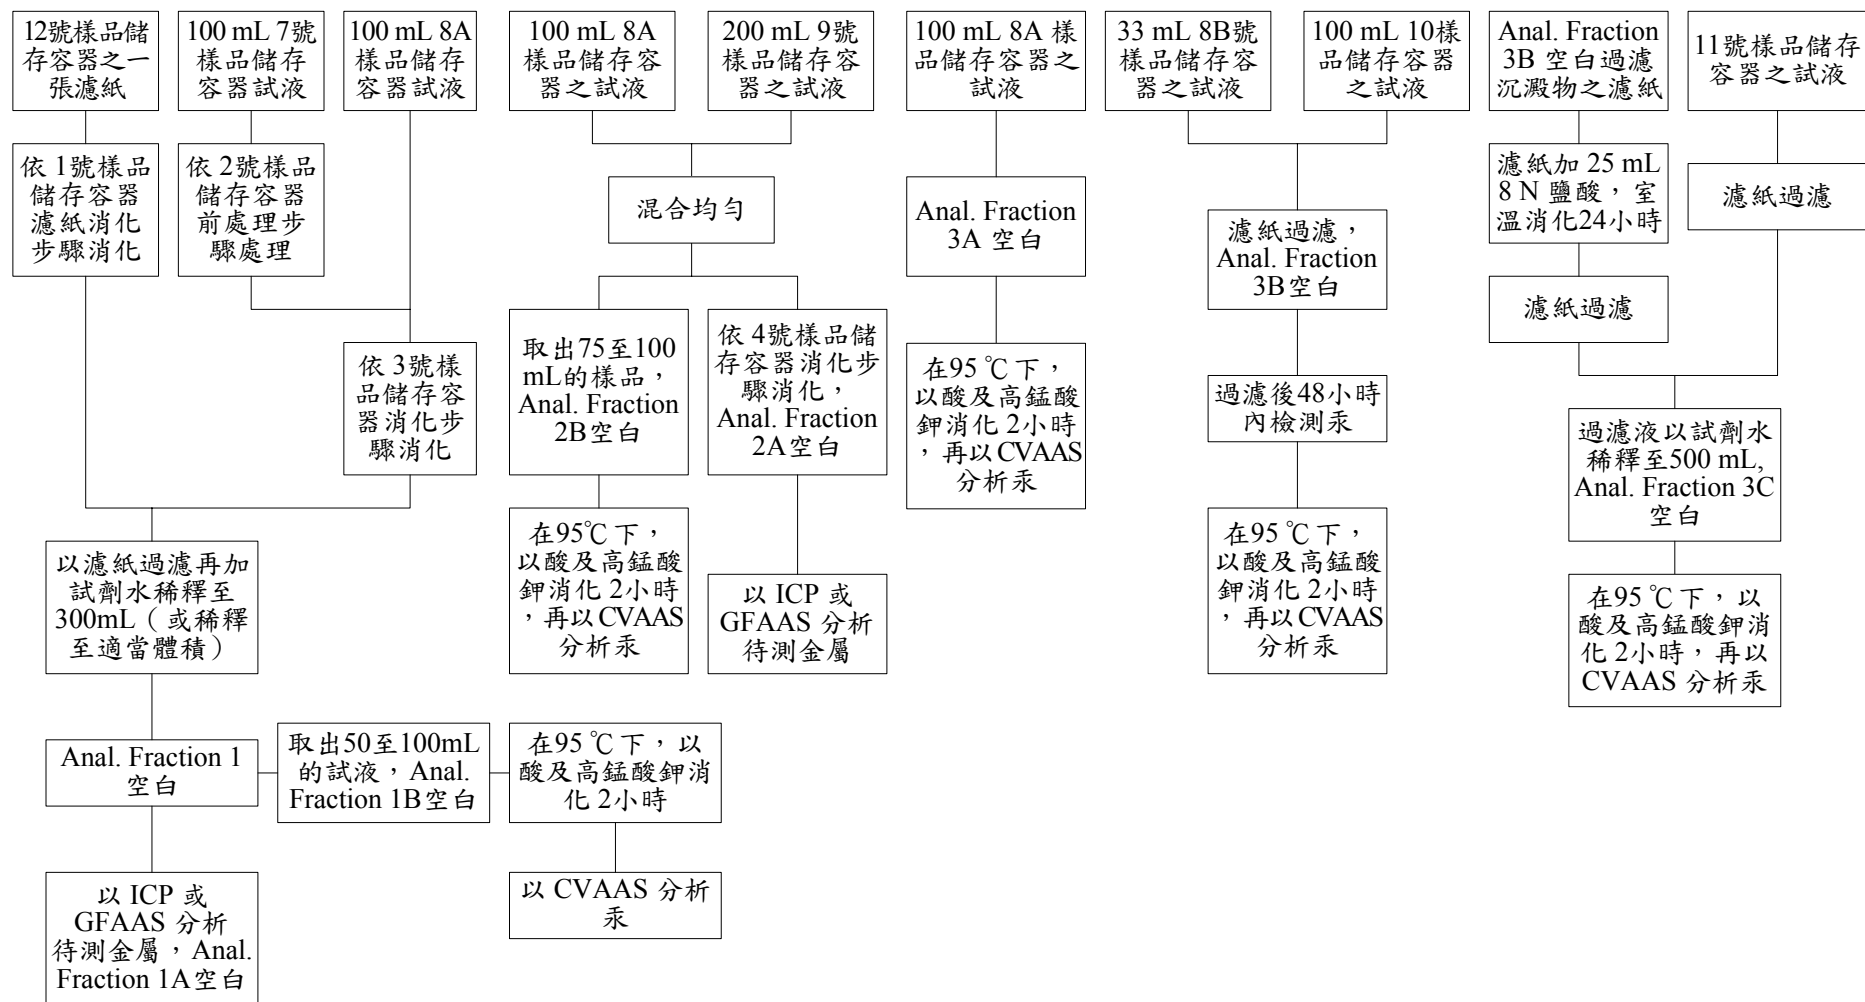 12號樣品儲
存容器之一
張濾紙
100 mL 7號
樣品儲存
容器試液
100 mL 8A
樣品儲存
容器試液
100 mL 8A
樣品儲存容
器之試液
200 mL 9號
樣品儲存容
器之試液
100 mL 8A 樣
品儲存容器之
試液
33 mL 8B號
樣品儲存容
器之試液
100 mL 10樣
品儲存容器
之試液
Anal. Fraction
3B 空白過濾
沉澱物之濾紙
11號樣品儲存
容器之試液
依 1號樣品
儲存容器
濾紙消化
步驟消化
依 2號樣品
儲存容器
前處理步
驟處理
混合均勻
Anal. Fraction
3A 空白
濾紙過濾，
Anal. Fraction
3B空白
濾紙加 25 mL
8 N 鹽酸，室
溫消化24小時
濾紙過濾
濾紙過濾
依 3號樣
品儲存容
器消化步
驟消化
取出75至100
mL的樣品，
Anal. Fraction
2B空白
依 4號樣品儲
存容器消化步
驟消化，
Anal. Fraction
2A空白
在95 ℃ 下，
以酸及高錳酸
鉀消化 2小時
，再以CVAAS
分析汞
過濾後48小時
內檢測汞
過濾液以試劑水
稀釋至500 mL,
Anal. Fraction 3C
空白
以濾紙過濾再加
試劑水稀釋至
300mL（或稀釋
至適當體積）
在95℃ 下，
以酸及高錳酸
鉀消化 2小時
，再以CVAAS
分析汞
以 ICP 或
GFAAS 分析
待測金屬
在95 ℃ 下，
以酸及高錳酸
鉀消化 2小時
，再以CVAAS
分析汞
在95 ℃ 下，以
酸及高錳酸鉀消
化 2小時，再以
CVAAS 分析汞
Anal. Fraction 1
空白
取出50至100mL
的試液，Anal.
Fraction 1B空白
在95 ℃ 下，以
酸及高錳酸鉀消
化 2小時
以 ICP 或
GFAAS 分析
待測金屬，Anal.
Fraction 1A空白
以 CVAAS 分析
汞